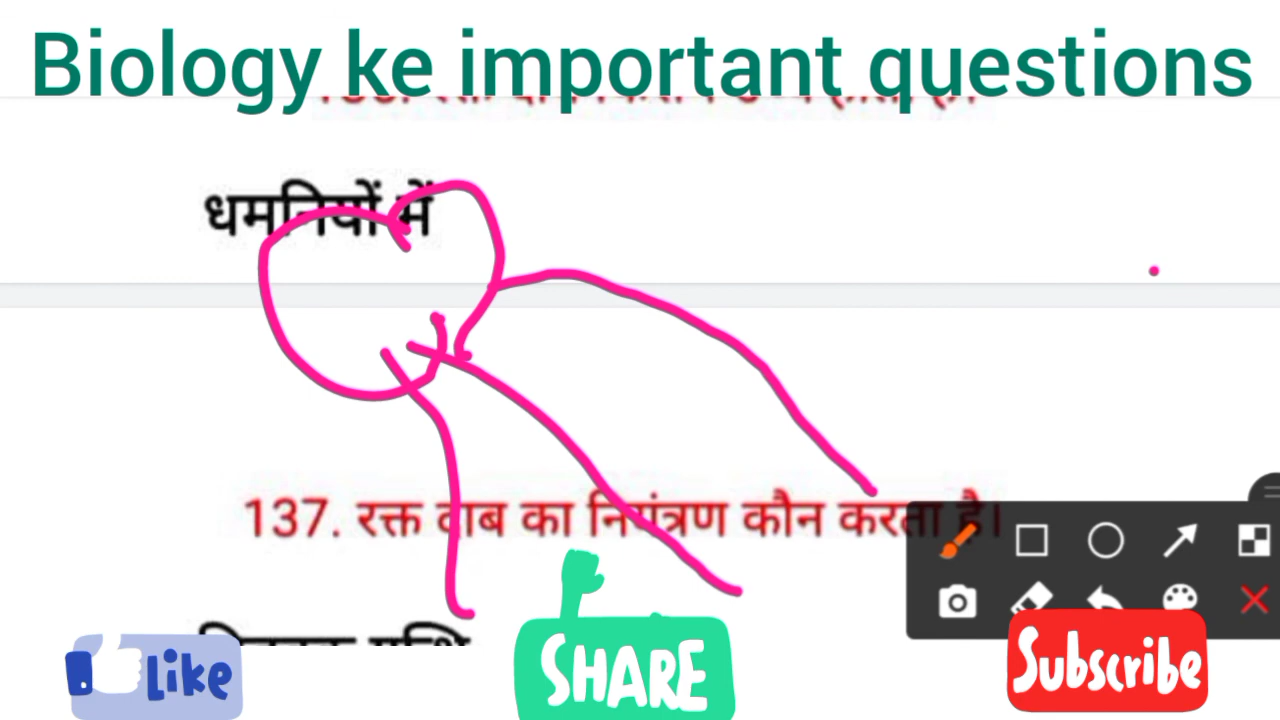 Biology ke important questions
धमनियों में
137. रक्त दाब का नियंत्रण कौन करता है।
Like
SHARE
Subscribe